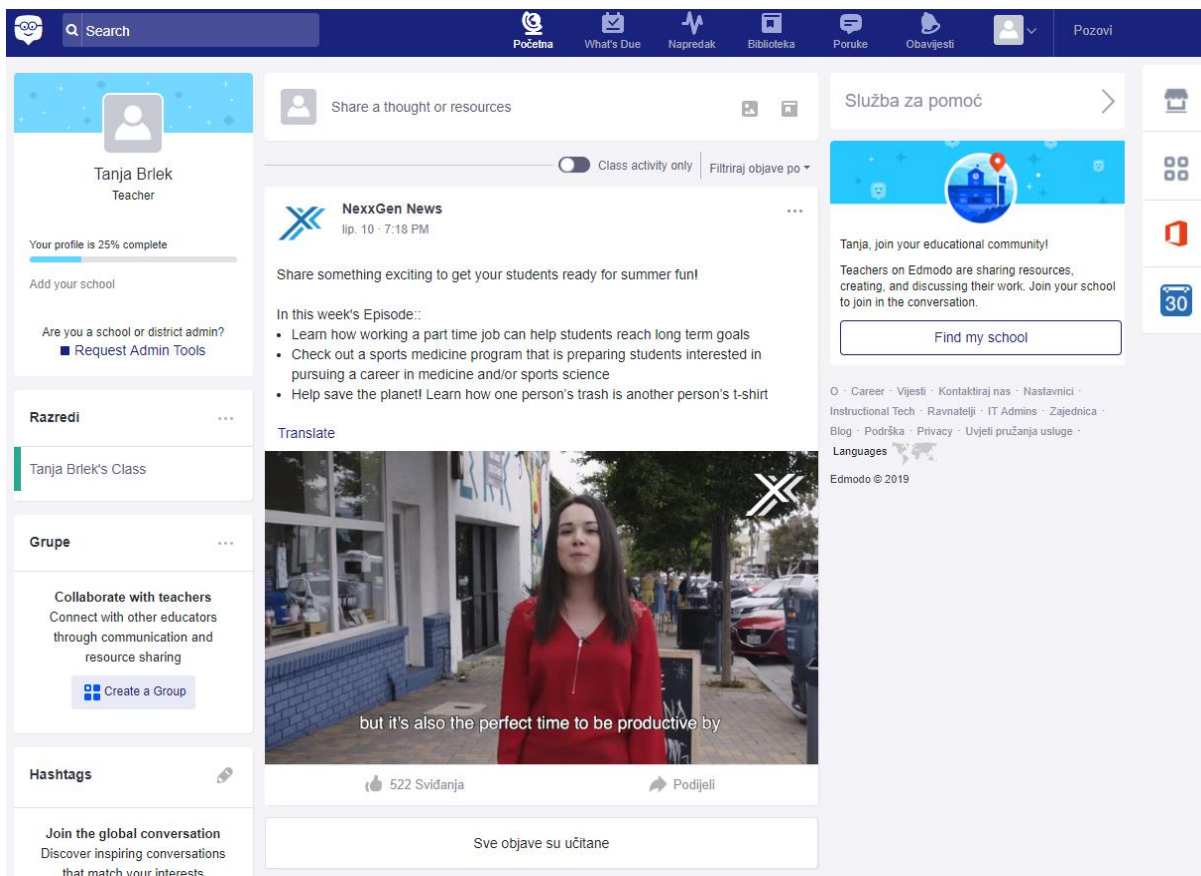 Search
Početna
What's Due
Napredak
Biblioteka
Poruke
Obavijesti
Pozovi
Tanja Brlek
Teacher
Your profile is 25% complete
Add your school
Are you a school or district admin?
Request Admin Tools
Razredi
Tanja Brlek's Class
Grupe
Collaborate with teachers
Connect with other educators
through communication and
resource sharing
Create a Group
Hashtags
Join the global conversation
Discover inspiring conversations
that match your interests
Share a thought or resources
Class activity only
Filtriraj objave po
NexxGen News
lip. 10 · 7:18 PM
Share something exciting to get your students ready for summer fun!
In this week's Episode::
• Learn how working a part time job can help students reach long term goals
• Check out a sports medicine program that is preparing students interested in
pursuing a career in medicine and/or sports science
• Help save the planet! Learn how one person's trash is another person's t-shirt
Translate
but it's also the perfect time to be productive by
522 Sviđanja
Podijeli
Sve objave su učitane
Služba za pomoć
Tanja, join your educational community!
Teachers on Edmodo are sharing resources,
creating, and discussing their work. Join your school
to join in the conversation.
Find my school
O · Career · Vijesti · Kontaktiraj nas · Nastavnici ·
Instructional Tech · Ravnatelji · IT Admins · Zajednica ·
Blog · Podrška · Privacy · Uvjeti pružanja usluge ·
Languages
Edmodo © 2019
30